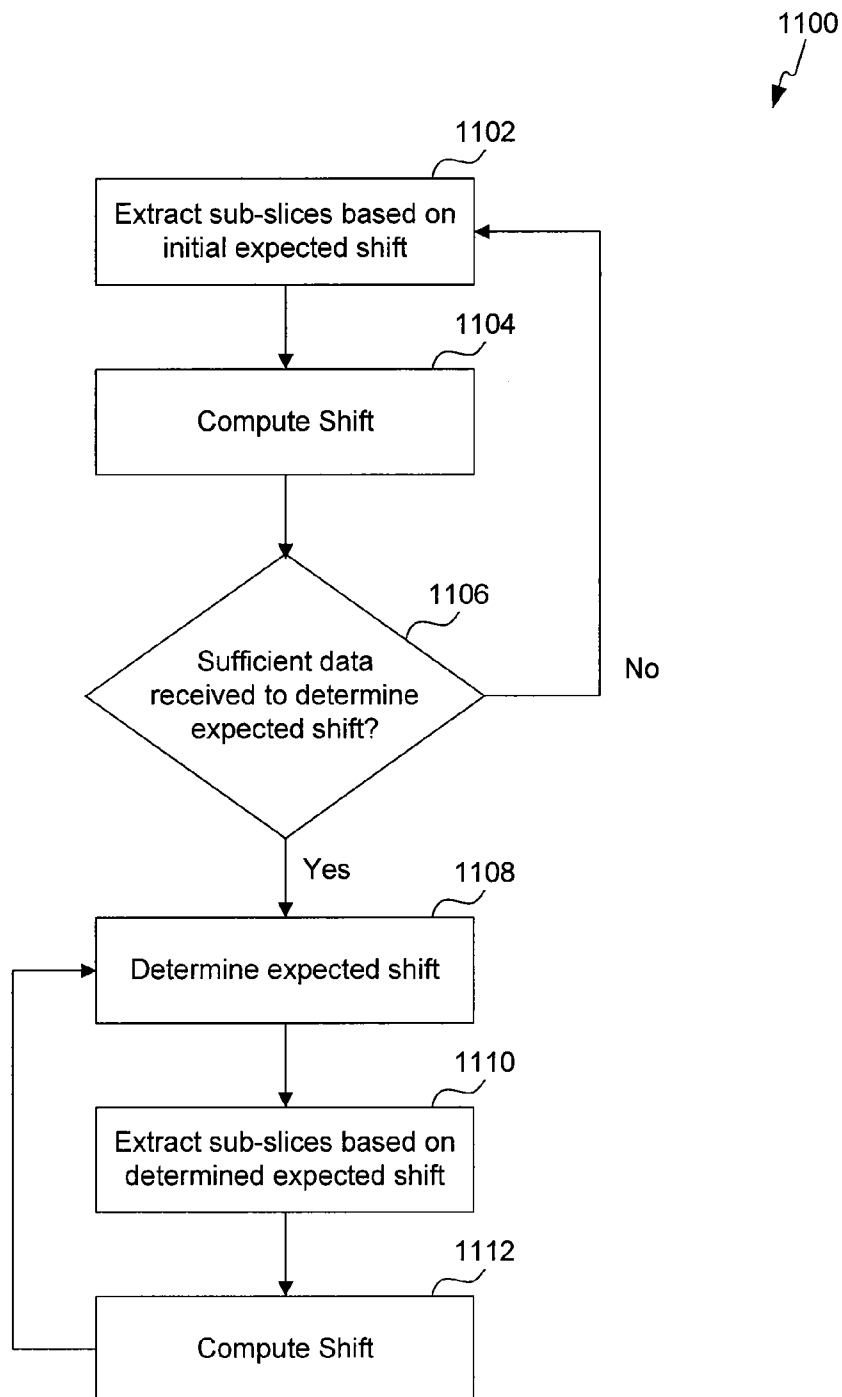 1100
1102
Extract sub-slices based on
initial expected shift
1104
Compute Shift
1106
Sufficient data
received to determine
expected shift?
No
Yes
1108
Determine expected shift
1110
Extract sub-slices based on
determined expected shift
1112
Compute Shift